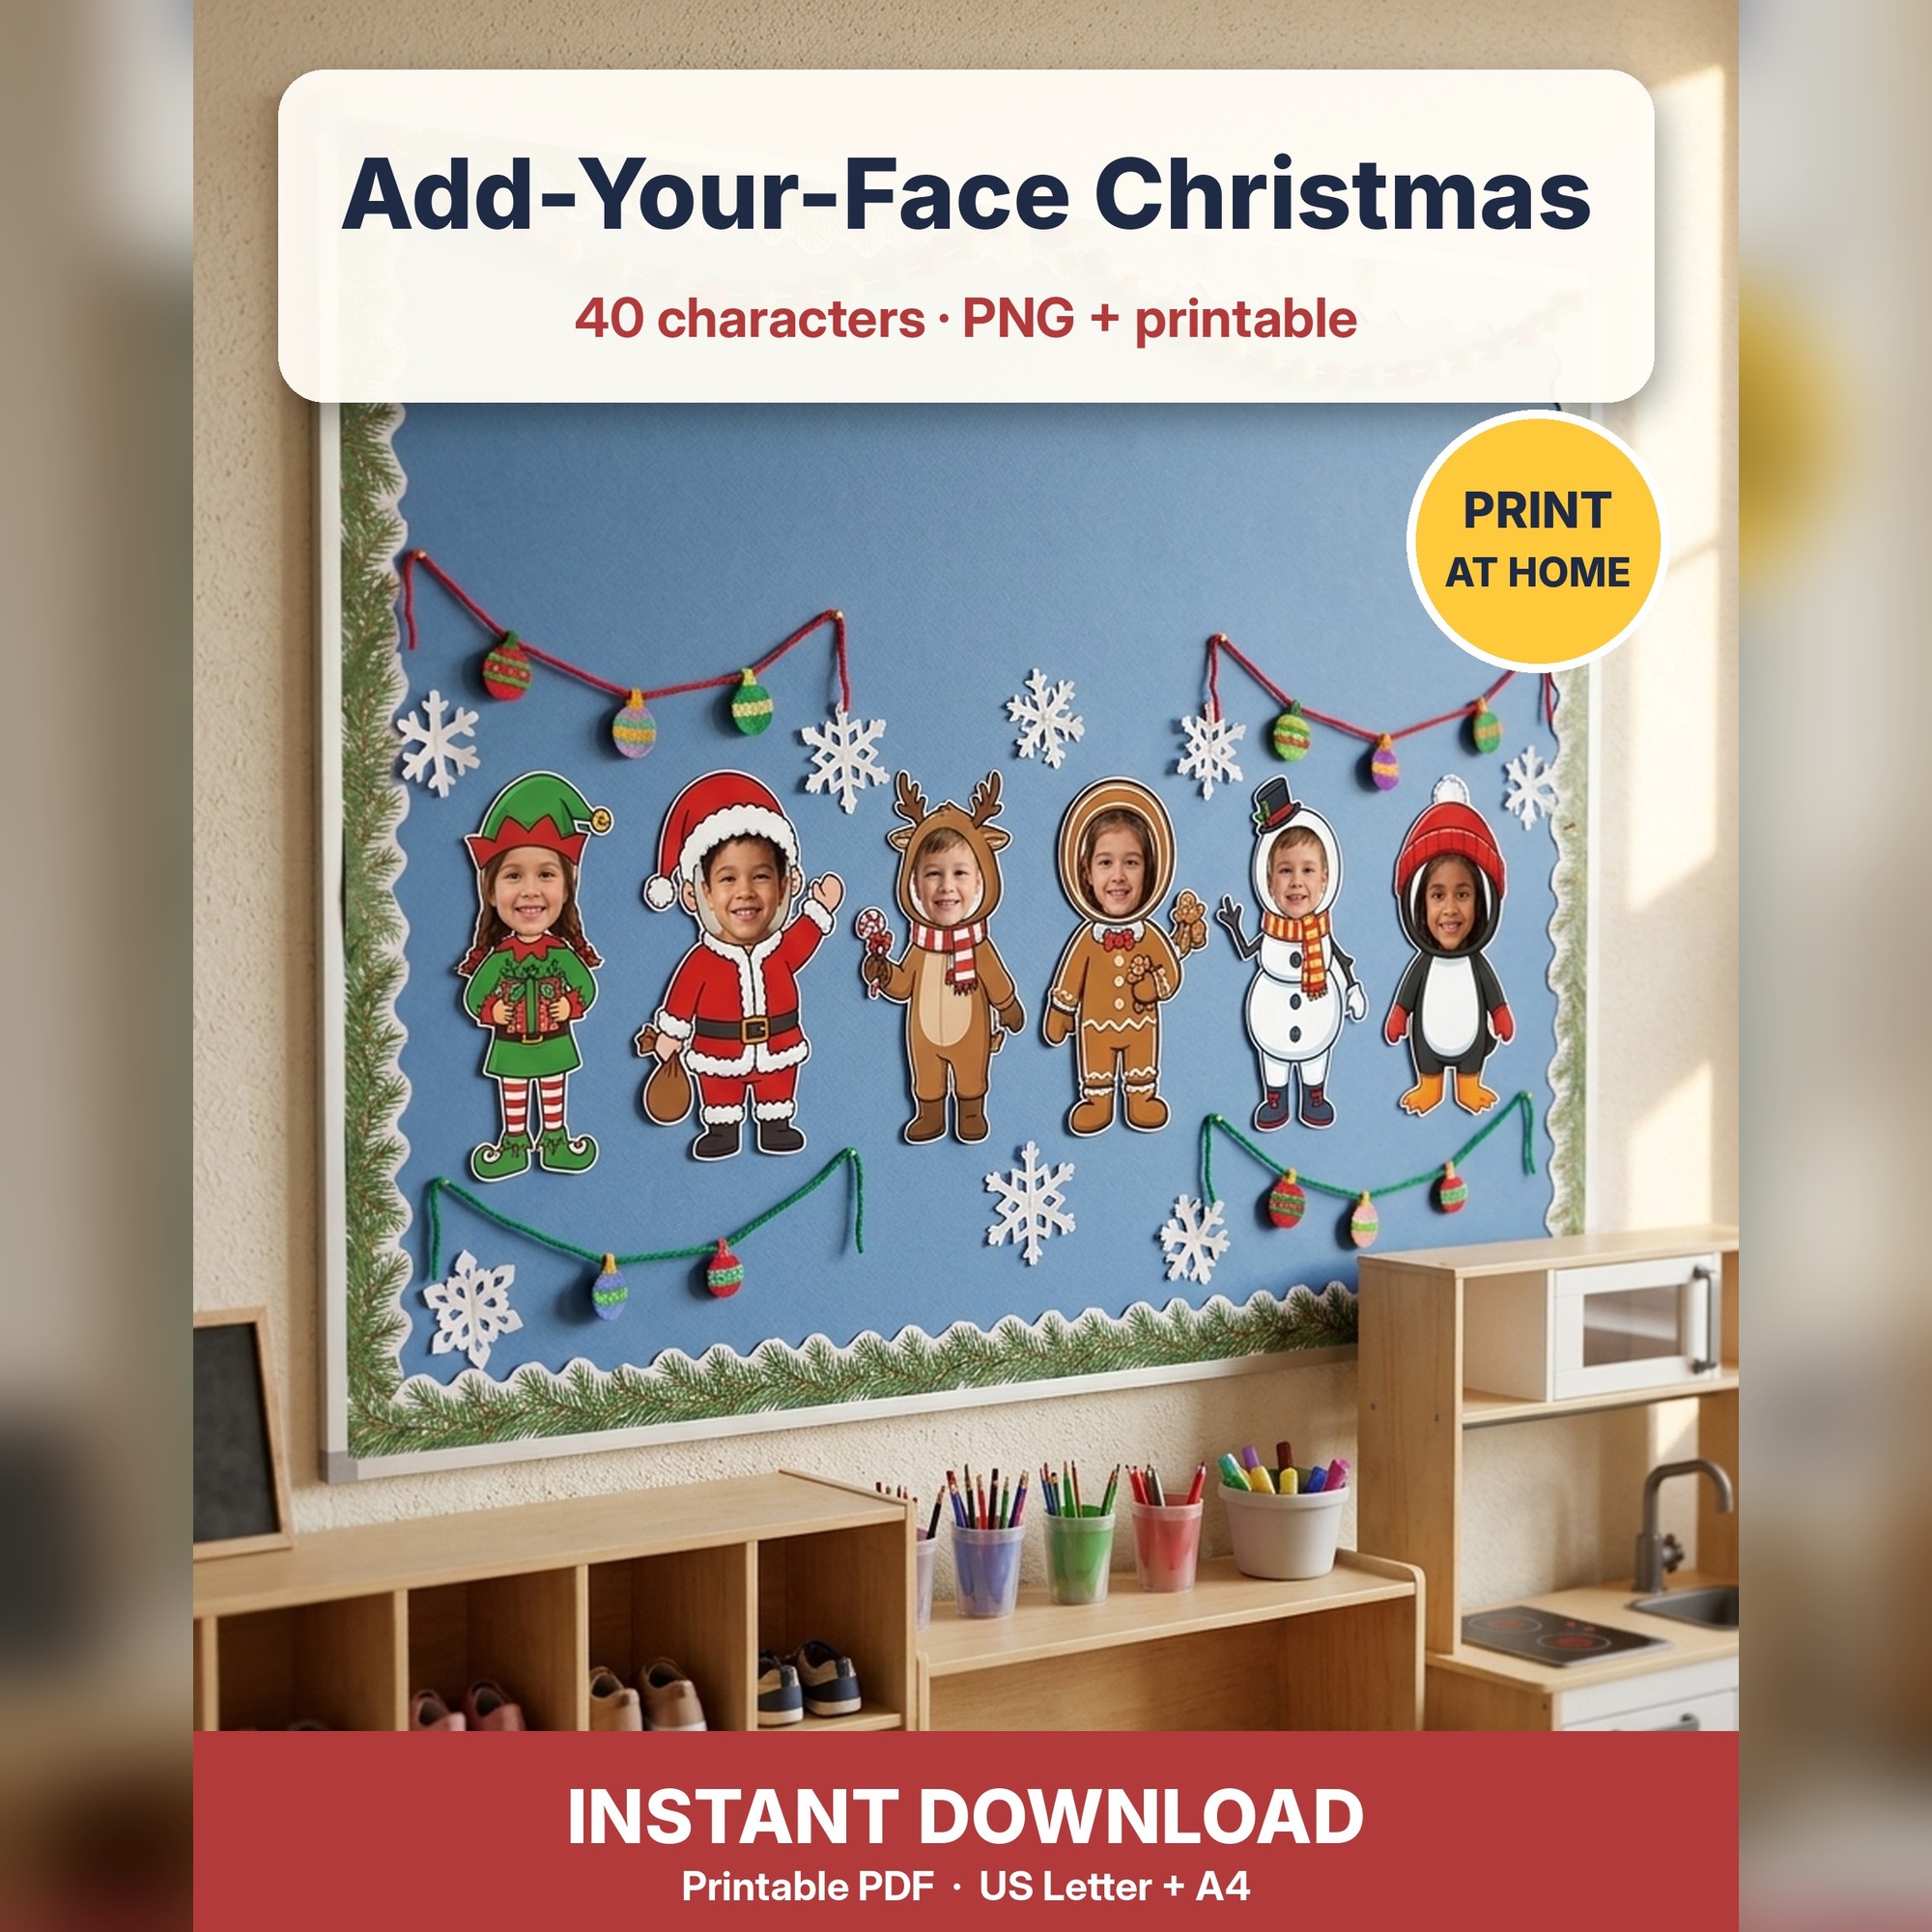 Add-Your-Face Christmas
40 characters · PNG + printable
PRINT
AT HOME
INSTANT DOWNLOAD
Printable PDF · US Letter + A4